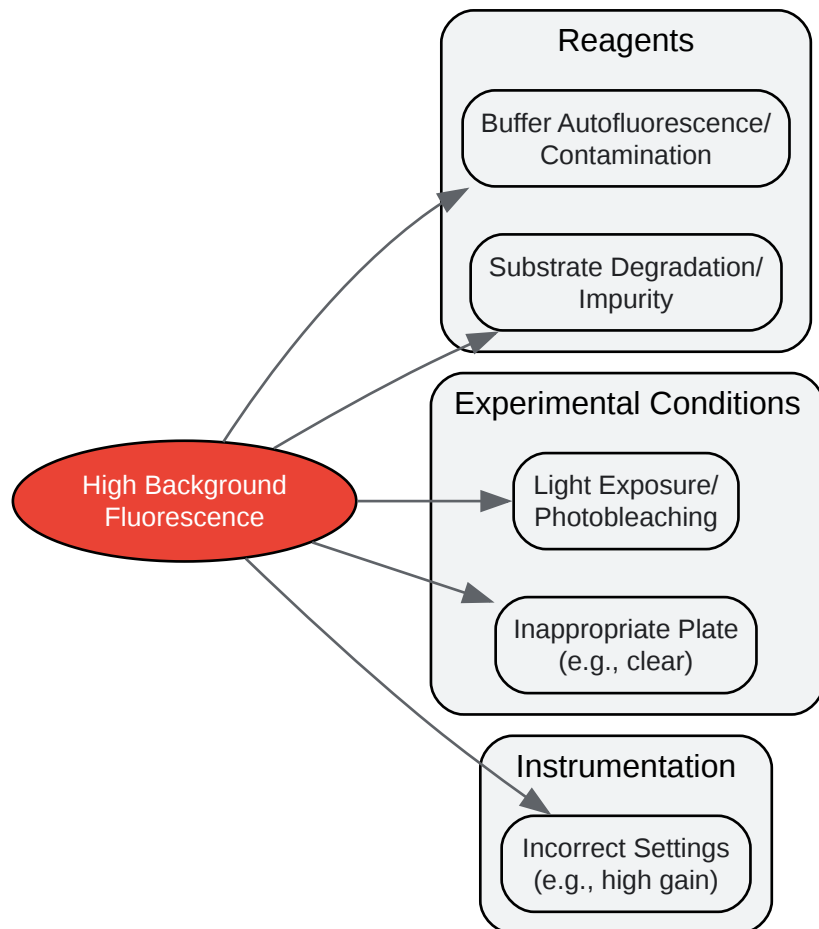 Reagents
Buffer Autofluorescence/
Contamination
Substrate Degradation/
Impurity
Experimental Conditions
High Background
Fluorescence
Light Exposure/
Photobleaching
Inappropriate Plate
(e.g., clear)
Instrumentation
Incorrect Settings
(e.g., high gain)